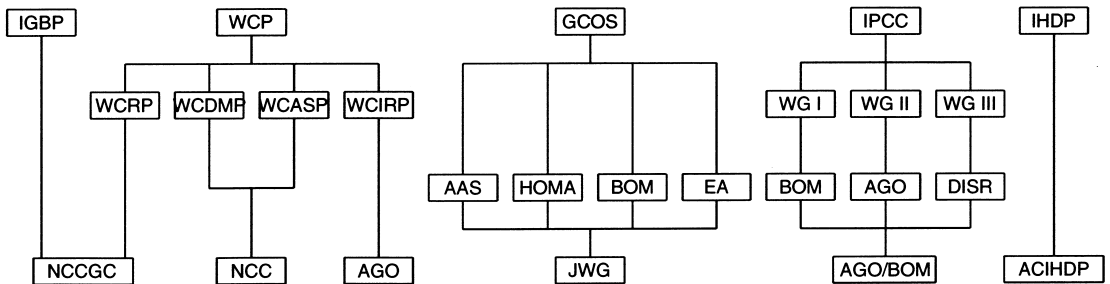 IGBP WCP GCOS IPCC IHDP
WCRP WCDMP WCASP WCIRP WG I WG II WG III
AAS HOMA BOM EA BOM AGO DISR
NCCGC NCC AGO JWG AGO/BOM ACIHDP